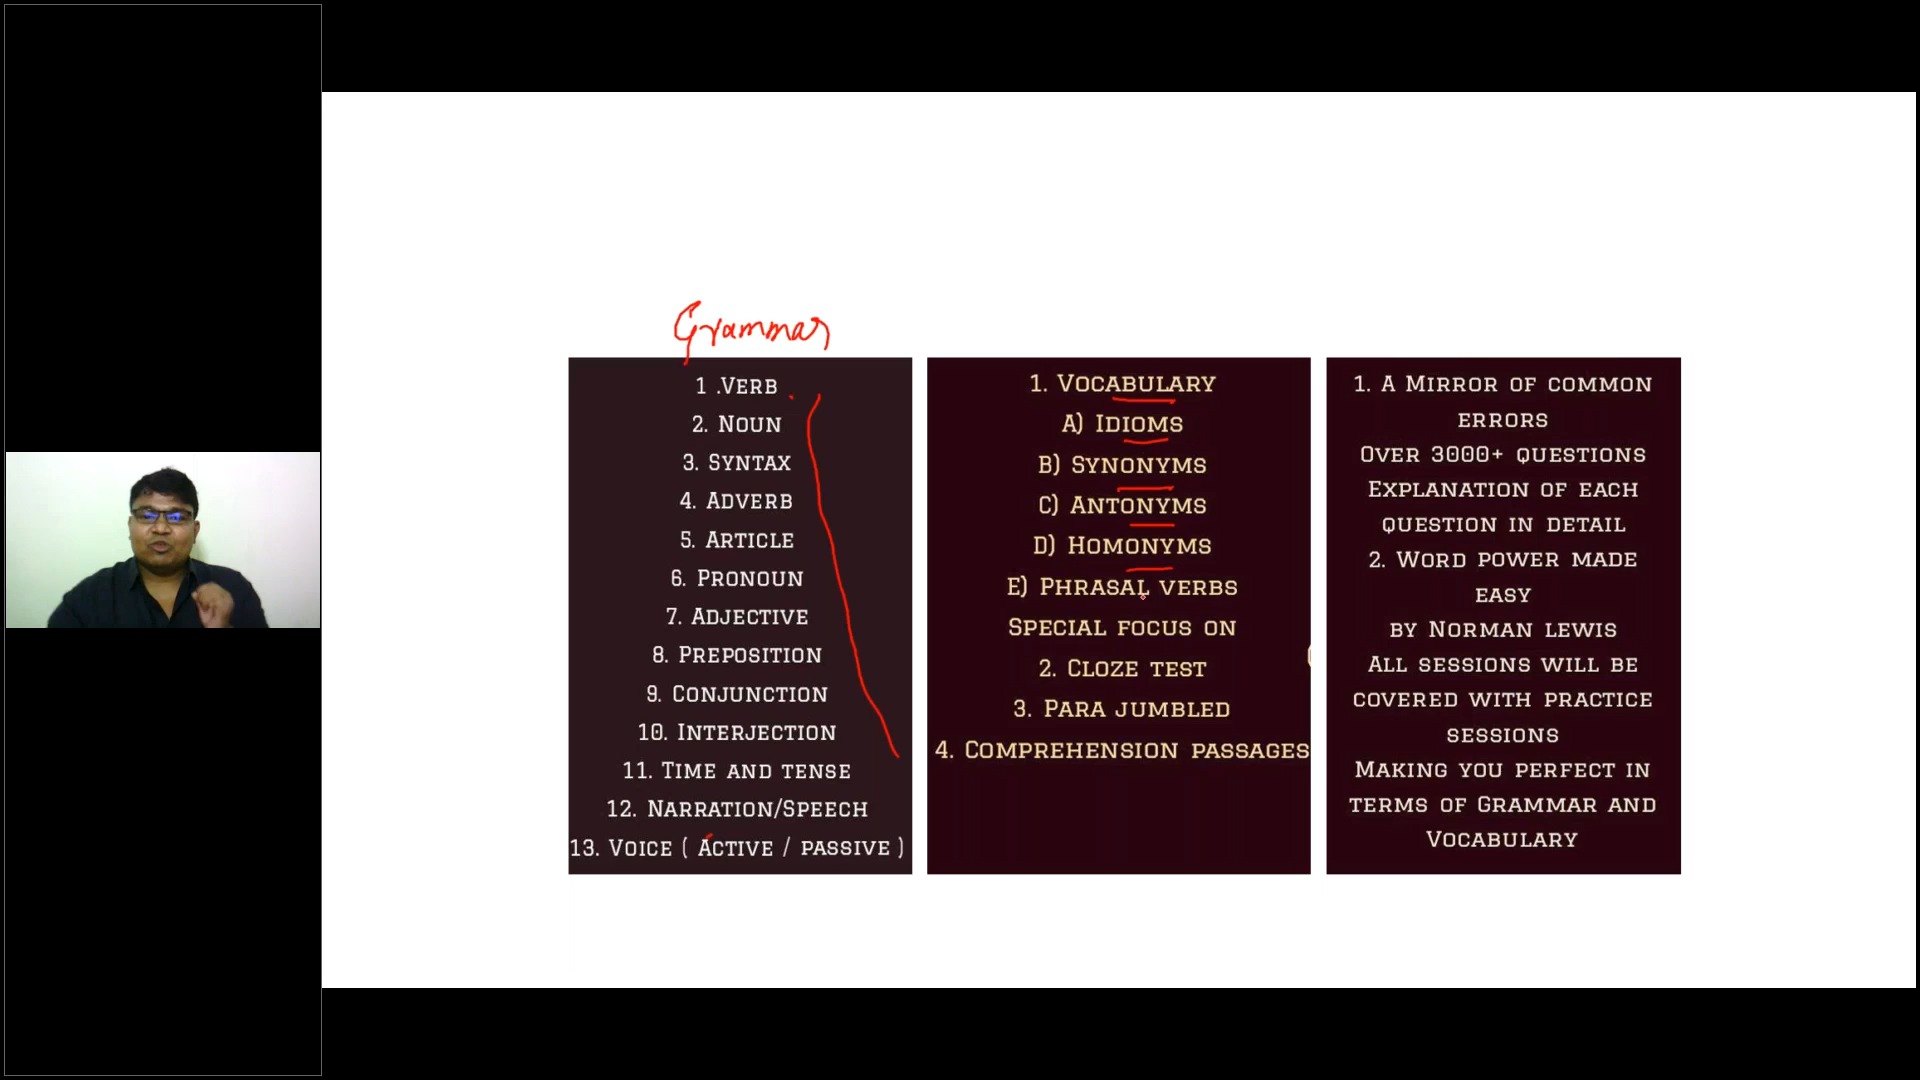 Grammar
1 .Verb
2. Noun
3. Syntax
4. Adverb
5. Article
6. Pronoun
7. Adjective
8. Preposition
9. Conjunction
10. Interjection
11. Time and tense
12. Narration/Speech
13. Voice ( Active / passive )
1. Vocabulary
A) Idioms
B) Synonyms
C) Antonyms
D) Homonyms
E) Phrasal verbs
Special focus on
2. Cloze test
3. Para jumbled
4. Comprehension passages
1. A Mirror of common
errors
Over 3000+ questions
Explanation of each
question in detail
2. Word power made
easy
by Norman lewis
All sessions will be
covered with practice
sessions
Making you perfect in
terms of Grammar and
Vocabulary